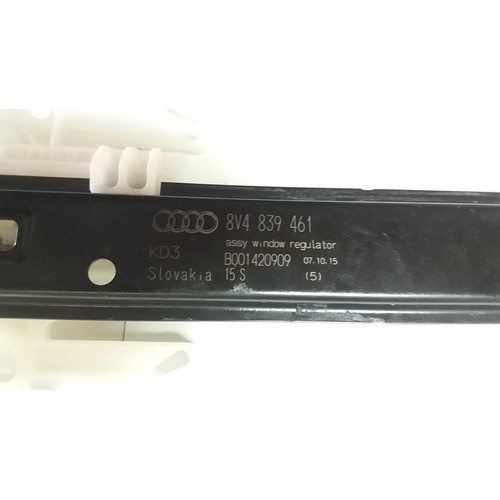 8V4 839 461
assy window regulator
KD3 B001420909 07.10.15
Slovakia 15 S (5)